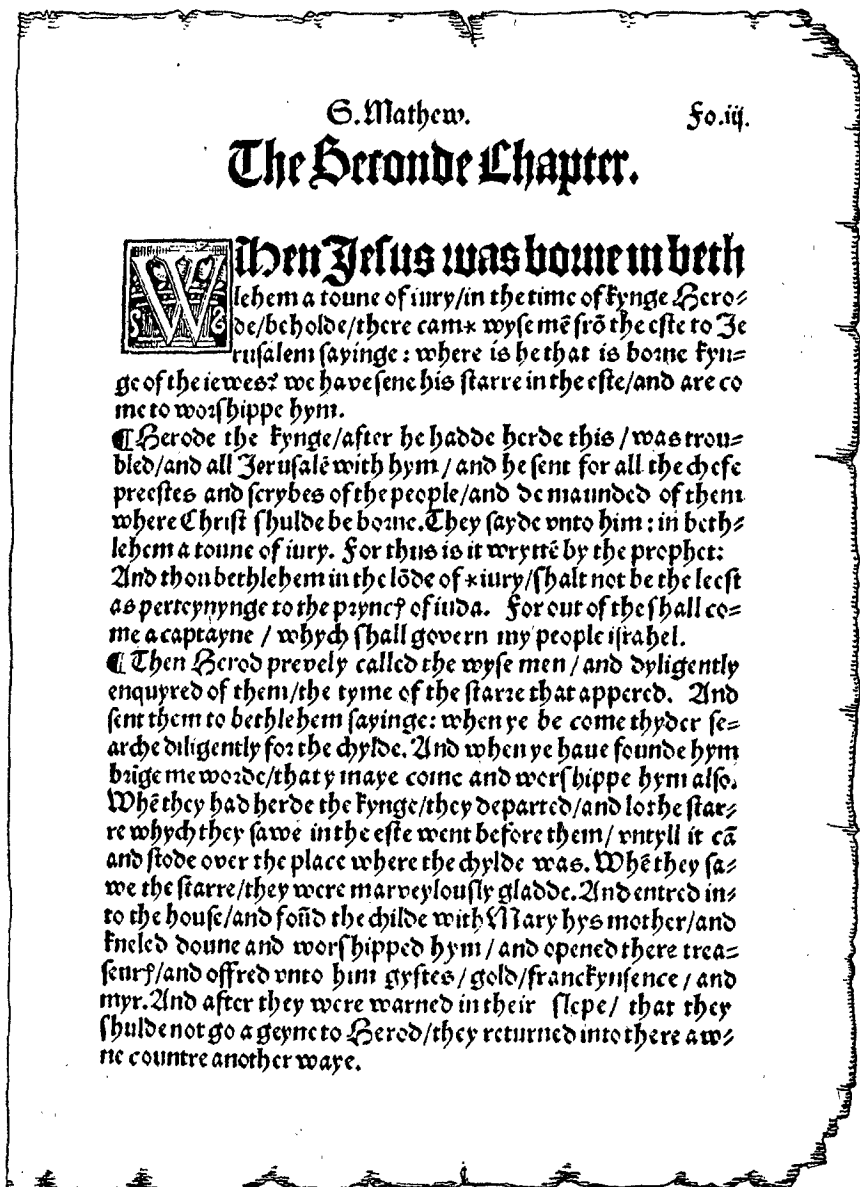 S. Mathew. Fo.iij.
The Seconde Chapter.
When Jesus was borne in beth
lehem a toune of iury/in the time of kynge Hero⸗
de/beholde/there cam* wyse mē frō the este to Je
rusalem sayinge: where is he that is borne kyn⸗
ge of the iewes? we have sene his starre in the este/and are co
me to worshippe hym.
¶Herode the kynge/after he hadde herde this/was trou⸗
bled/and all Jerusalē with hym/and he sent for all the chefe
preestes and scrybes of the people/and demaunded of them
where Christ shulde be borne. They sayde vnto him: in beth⸗
lehem a toune of iury. For thus is it wryttē by the prophet:
And thou bethlehem in the lōde of *iury/shalt not be the leest
as perteynynge to the pryncꝭ of iuda. For out of the shall co⸗
me a captayne/whych shall govern my people israhel.
¶Then Herod prevely called the wyse men/and dyligently
enquyred of them/the tyme of the starre that appered. And
sent them to bethlehem sayinge: when ye be come thyder se⸗
arche diligently for the chylde. And when ye haue founde hym
brīge me worde/that y maye come and worshippe hym also.
Whē they had herde the kynge/they departed/and lo the star⸗
re whych they sawe in the este went before them/vntyll it cā
and stode over the place where the chylde was. Whē they sa⸗
we the starre/they were marveylously gladde. And entred in⸗
to the house/and foūd the childe with Mary hys mother/and
kneled doune and worshipped hym/and opened there trea⸗
seurꝭ/and offred vnto him gyftes/gold/franckynsence/and
myr. And after they were warned in their slepe/that they
shulde not go ageyne to Herod/they returned into there aw⸗
ne countre another waye.